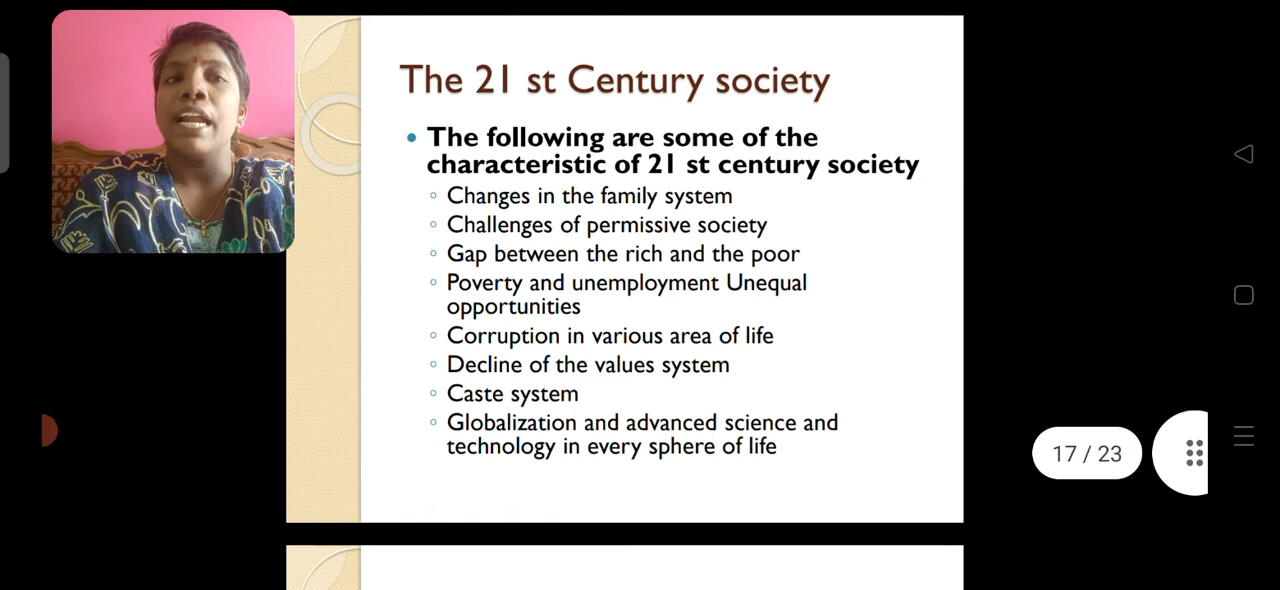 The 21 st Century society
• The following are some of the
characteristic of 21 st century society
◦ Changes in the family system
◦ Challenges of permissive society
◦ Gap between the rich and the poor
◦ Poverty and unemployment Unequal
opportunities
◦ Corruption in various area of life
◦ Decline of the values system
◦ Caste system
◦ Globalization and advanced science and
technology in every sphere of life
17 / 23